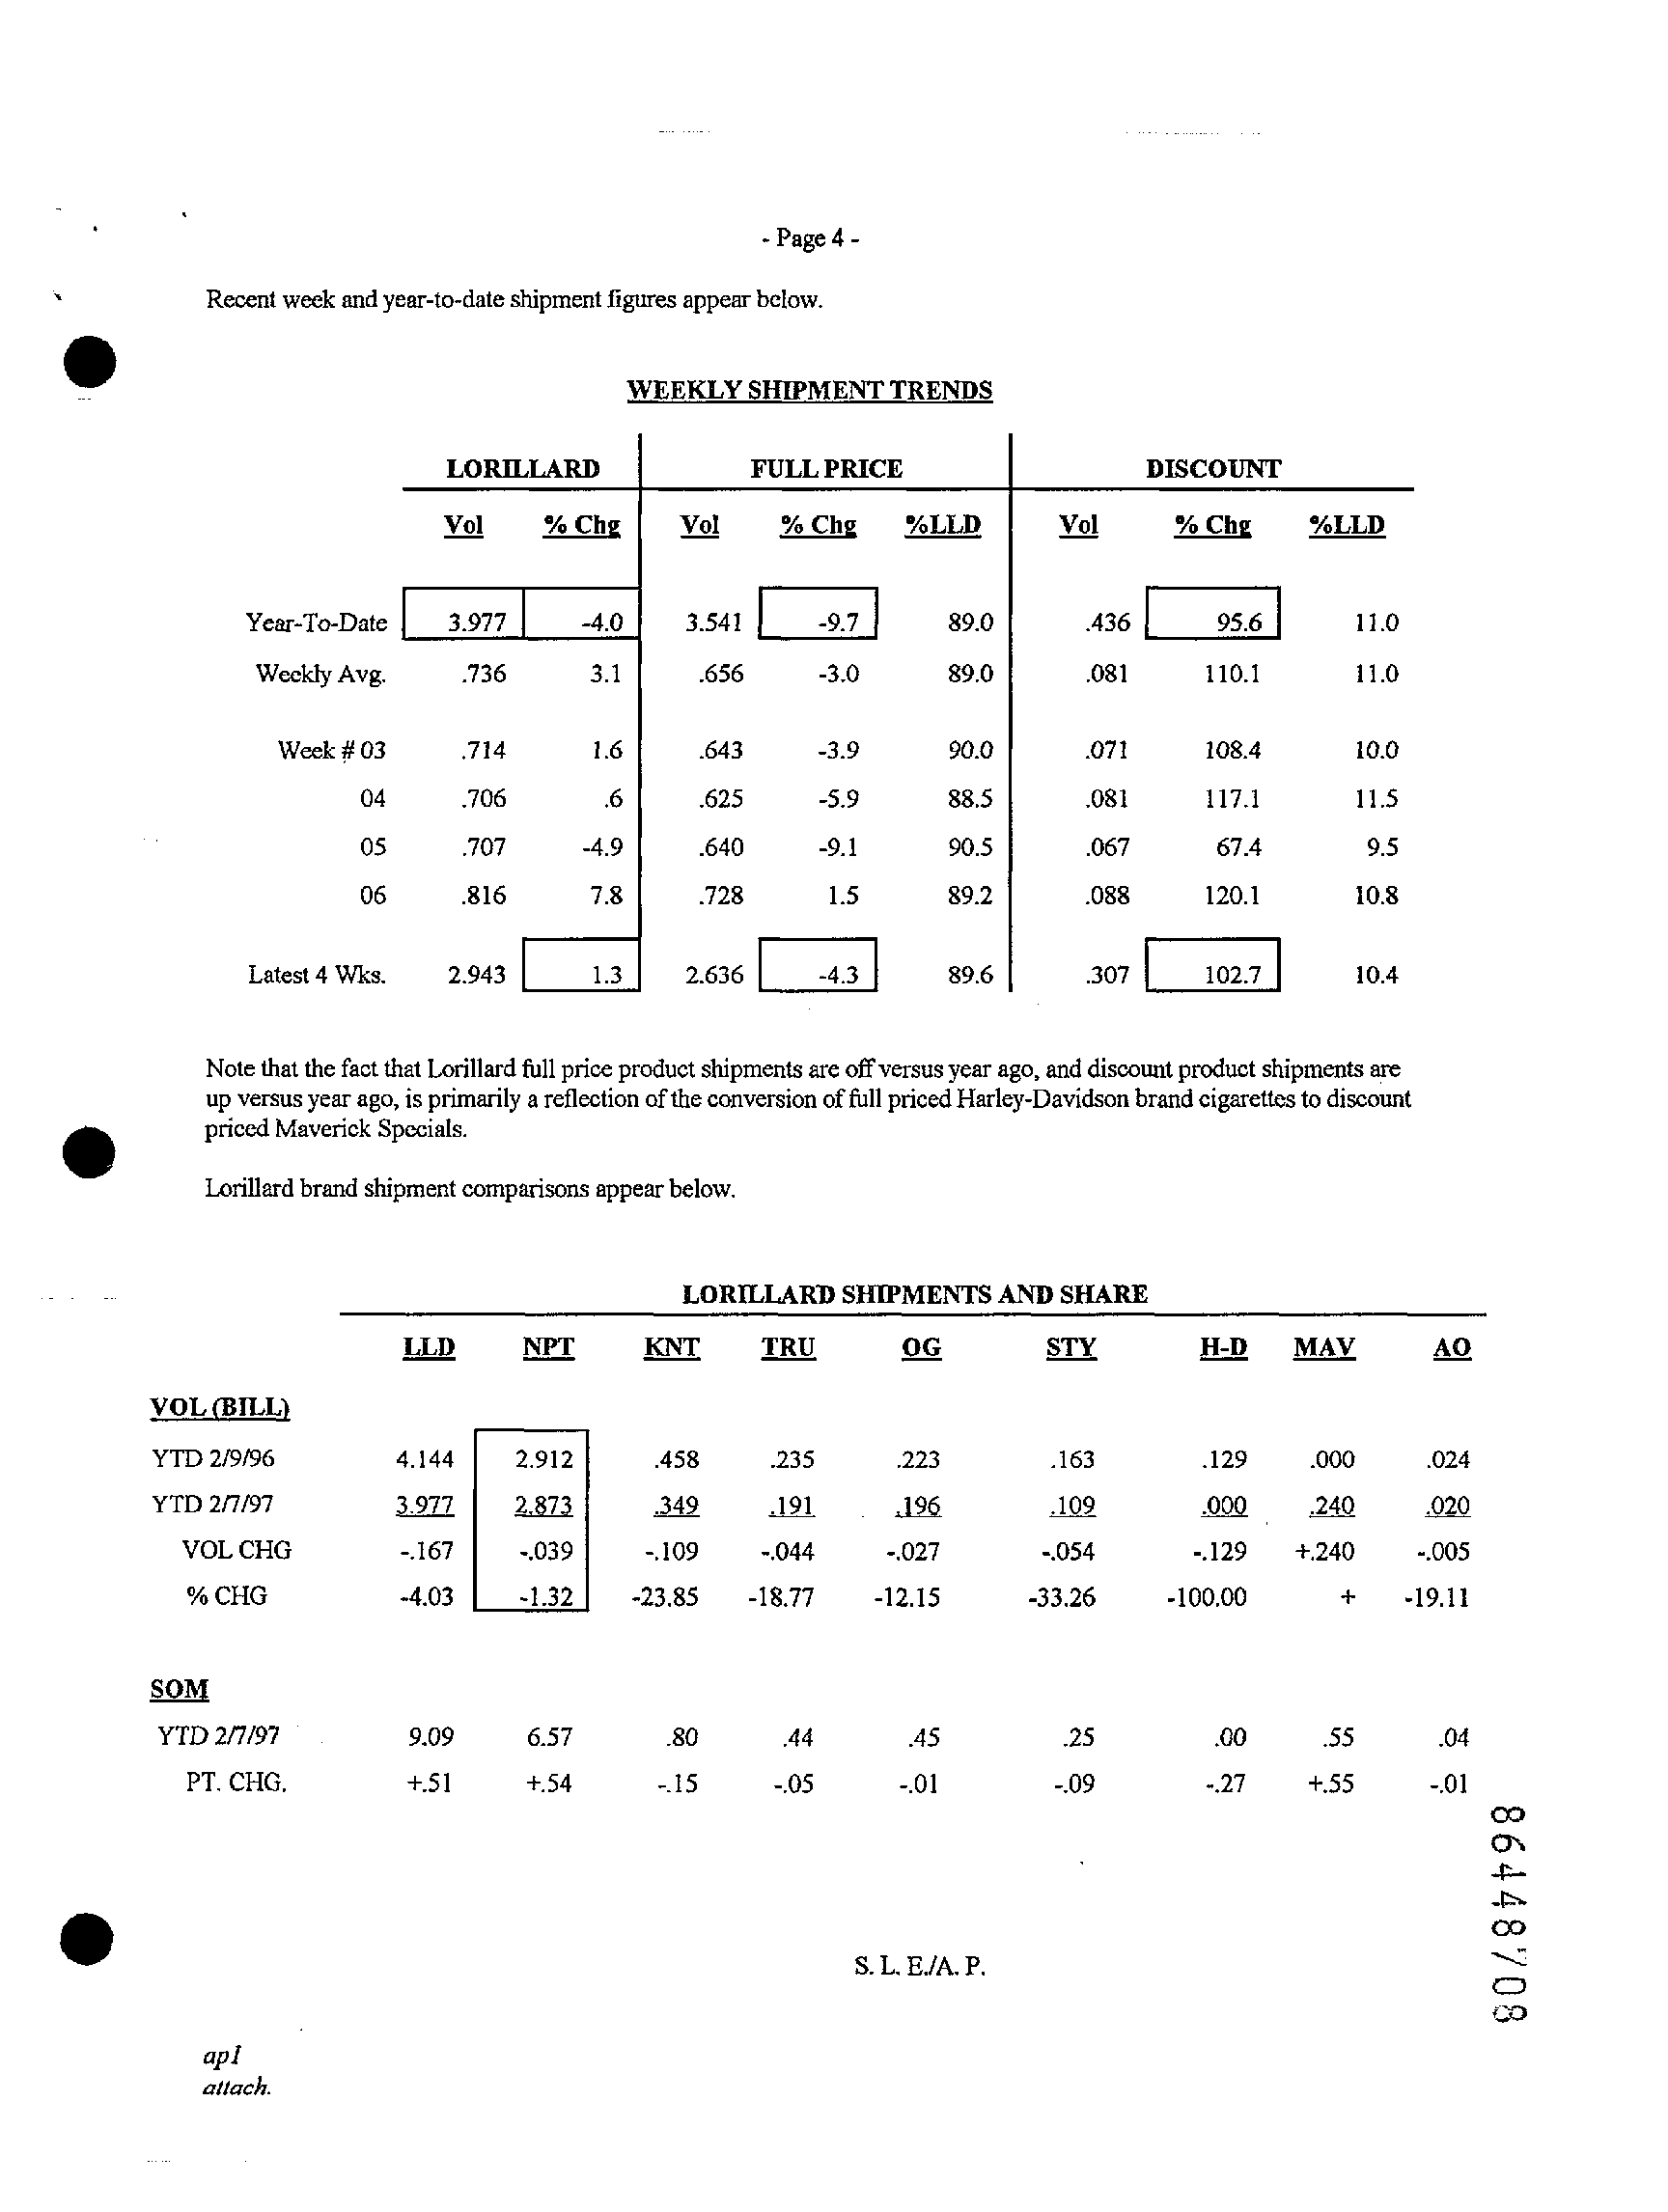 - Page 4 -
Recent week and year-to-date shipment figures appear below.
WEEKLY SHIPMENT TRENDS
LORILLARD FULL PRICE DISCOUNT
Vol % Chg Vol % Chg %LLD Vol % Chg %LLD
Year-To-Date 3.977 -4.0 3.541 -9.7 89.0 .436 95.6 11.0
Weekly Avg. .736 3.1 .656 -3.0 89.0 .081 110.1 11.0
Week # 03 .714 1.6 .643 -3.9 90.0 .071 108.4 10.0
04 .706 .6 .625 -5.9 88.5 .081 117.1 11.5
05 .707 -4.9 .640 -9.1 90.5 .067 67.4 9.5
06 .816 7.8 .728 1.5 89.2 .088 120.1 10.8
Latest 4 Wks. 2.943 1.3 2.636 -4.3 89.6 .307 102.7 10.4
Note that the fact that Lorillard full price product shipments are off versus year ago, and discount product shipments are
up versus year ago, is primarily a reflection of the conversion of full priced Harley-Davidson brand cigarettes to discount
priced Maverick Specials.
Lorillard brand shipment comparisons appear below.
LORILLARD SHIPMENTS AND SHARE
LLD NPT KNT TRU OG STY H-D MAV AO
VOL (BILL)
YTD 2/9/96 4.144 2.912 .458 .235 .223 .163 .129 .000 .024
YTD 2/7/97 3.977 2.873 .349 .191 .196 .109 .000 .240 .020
VOL CHG -.167 -.039 -.109 -.044 -.027 -.054 -.129 +.240 -.005
% CHG -4.03 -1.32 -23.85 -18.77 -12.15 -33.26 -100.00 + -19.11
SOM
YTD 2/7/97 9.09 6.57 .80 .44 .45 .25 .00 .55 .04
PT. CHG. +.51 +.54 -.15 -.05 -.01 -.09 -.27 +.55 -.01
86448708
S. L. E./A. P.
ap1
attach.